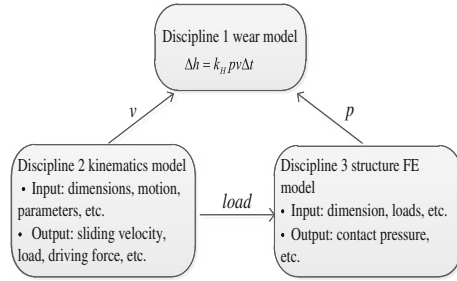 Discipline 1 wear model
Δh = k_H pvΔt
v
p
Discipline 2 kinematics model
• Input: dimensions, motion,
parameters, etc.
• Output: sliding velocity,
load, driving force, etc.
load
Discipline 3 structure FE
model
• Input: dimension, loads, etc.
• Output: contact pressure,
etc.